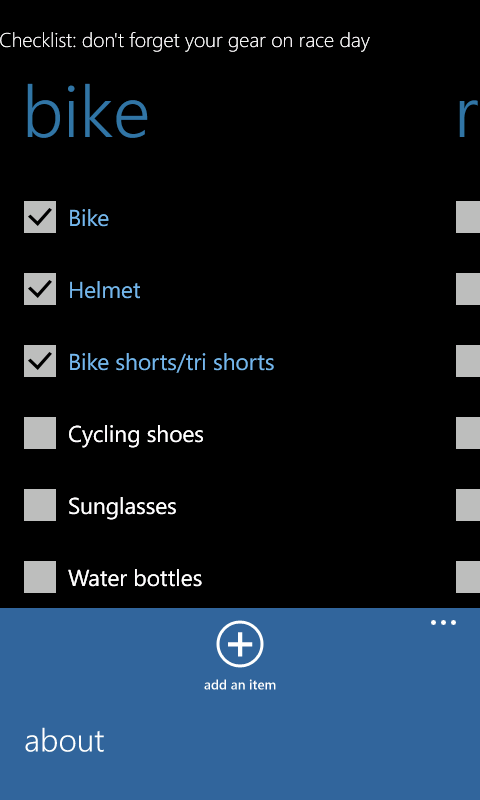 Checklist: don't forget your gear on race day
bike
r
Bike
Helmet
Bike shorts/tri shorts
Cycling shoes
Sunglasses
Water bottles
add an item
about